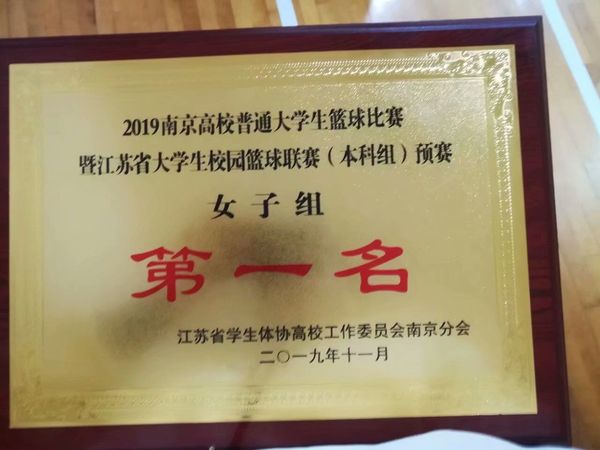 2019南京高校普通大学生篮球比赛
暨江苏省大学生校园篮球联赛（本科组）预赛
女子组
第一名
江苏省学生体协高校工作委员会南京分会
二〇一九年十一月